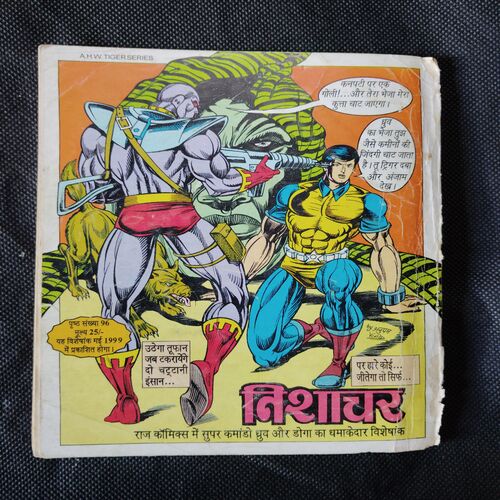 A.H.W. TIGER SERIES
कनपटी पर एक
गोली!...और तेरा भेजा मेरा
कुत्ता चाट जाएगा।
ध्रुव
का भेजा तुझ
जैसे कमीनों की
जिंदगी चाट जाता
है। तू ट्रिगर दबा
और अंजाम
देख।
पृष्ठ संख्या 96
मूल्य 25/-
यह विशेषांक मई 1999
में प्रकाशित होगा।
उठेगा तूफान
जब टकरायेंगे
दो चट्टानी
इंसान...
पर हारे कोई...
जीतेगा तो सिर्फ...
निशाचर
राज कॉमिक्स में सुपर कमांडो ध्रुव और डोगा का धमाकेदार विशेषांक